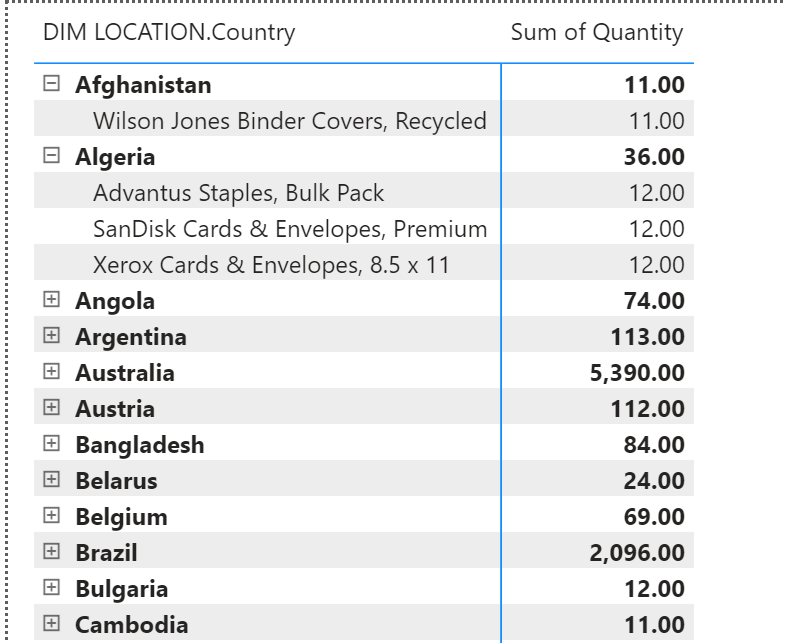 DIM LOCATION.Country Sum of Quantity
Afghanistan 11.00
Wilson Jones Binder Covers, Recycled 11.00
Algeria 36.00
Advantus Staples, Bulk Pack 12.00
SanDisk Cards & Envelopes, Premium 12.00
Xerox Cards & Envelopes, 8.5 x 11 12.00
Angola 74.00
Argentina 113.00
Australia 5,390.00
Austria 112.00
Bangladesh 84.00
Belarus 24.00
Belgium 69.00
Brazil 2,096.00
Bulgaria 12.00
Cambodia 11.00